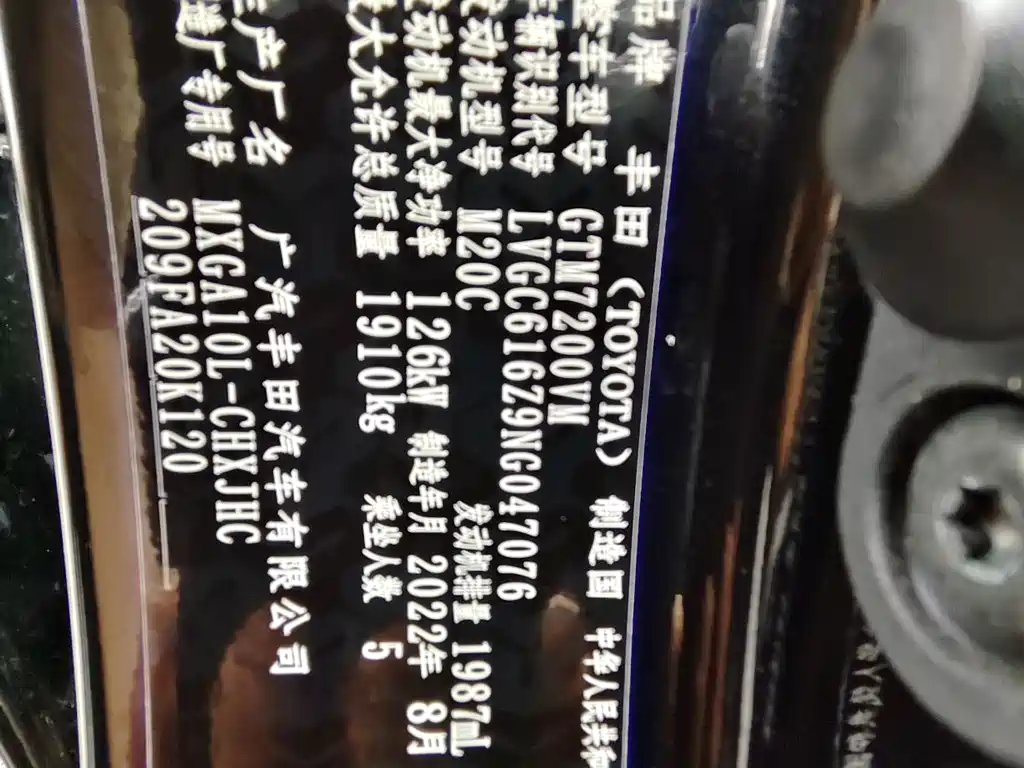 品牌 丰田（TOYOTA） 制造国 中华人民共和
整车型号 GTM7200VN
车辆识别代号 LVGC616Z9NG047076
发动机型号 M20C 发动机排量 1987mL
发动机最大净功率 126kW 制造年月 2022年 8月
最大允许总质量 1910kg 乘坐人数 5
生产厂名 广汽丰田汽车有限公司
制造厂专用号 MXGA10L-CHXJHC
209FA20K120